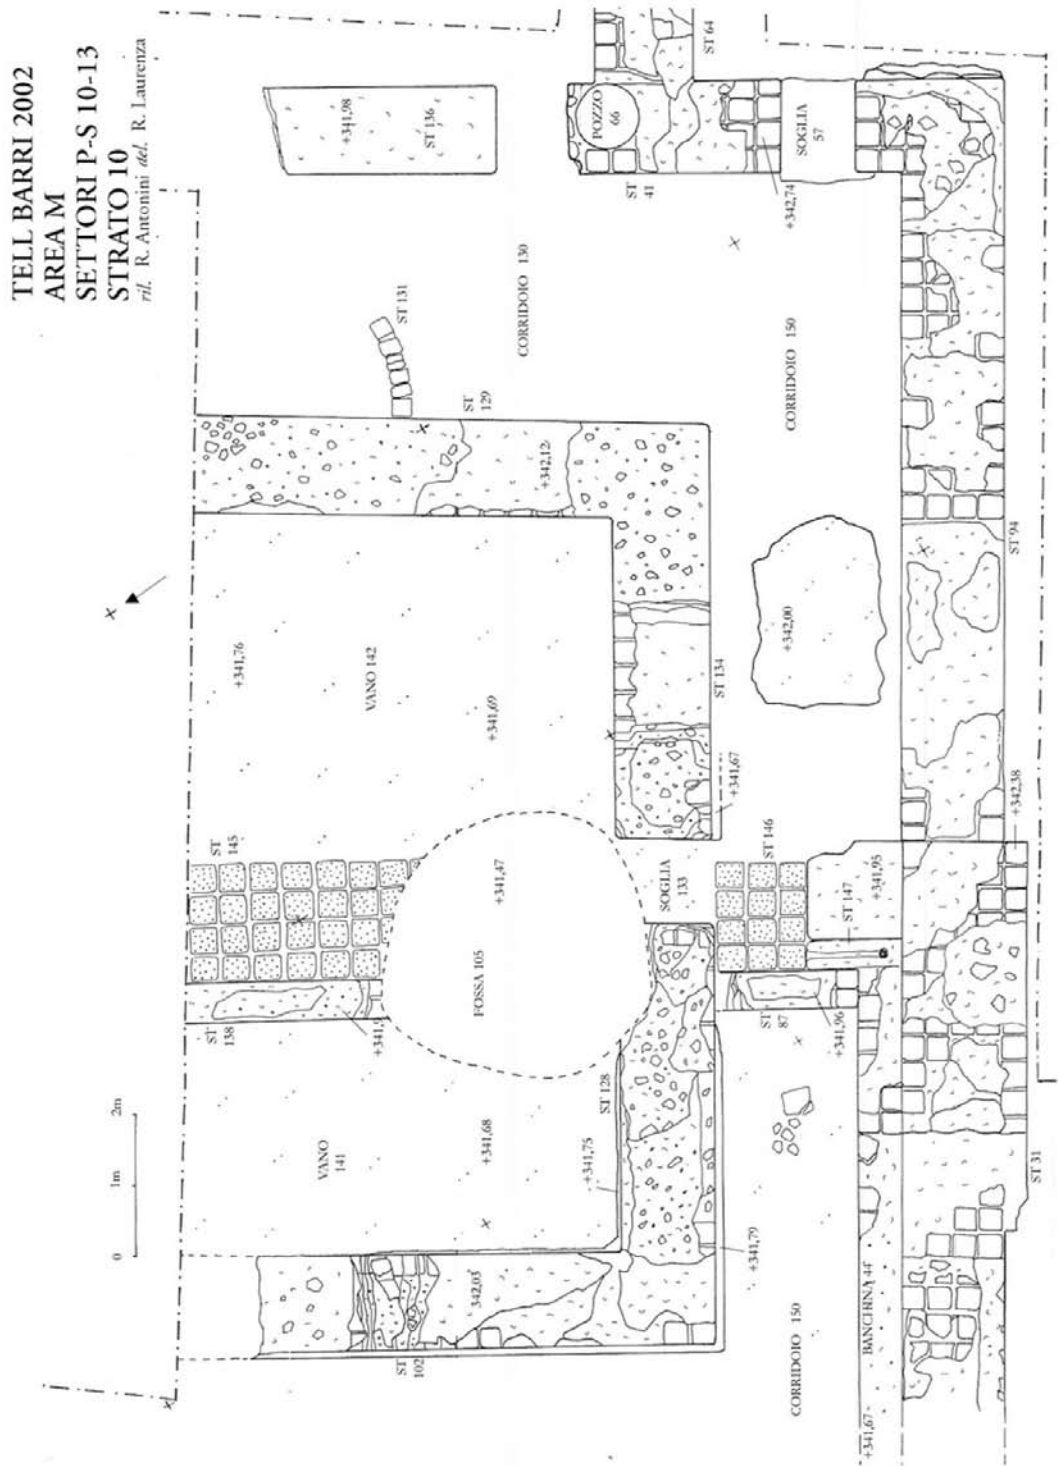 TELL BARRI 2002
AREA M
SETTORI P-S 10-13
STRATO 10
ril. R. Antonini del. R. Laurenza
+341,98
ST 136
POZZO
66
ST 64
ST
41
+342,74
SOGLIA
57
ST 131
CORRIDOIO 130
CORRIDOIO 150
ST
129
+342,12
+341,76
VANO 142
+341,69
ST 134
+342,00
ST 94
+341,67
ST
145
+341,47
SOGLIA
133
ST 146
ST 147
+341,95
+342,38
FOSSA 105
ST
138
ST
87
+341,96
0 1m 2m
VANO
141
+341,68
ST 128
+341,75
+341,79
ST 31
342,03
ST
102
CORRIDOIO 150
BANCHINA 44
+341,67